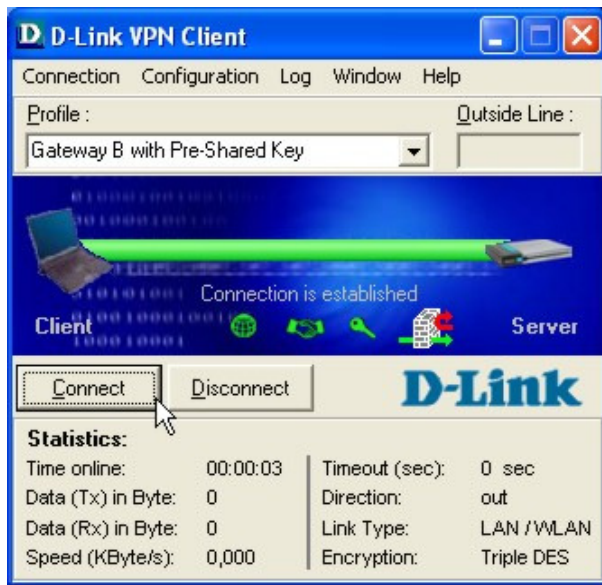 D-Link VPN Client
Connection Configuration Log Window Help
Profile : Outside Line :
Gateway B with Pre-Shared Key
Connection is established
Client Server
Connect Disconnect D-Link
Statistics:
Time online: 00:00:03 Timeout (sec): 0 sec
Data (Tx) in Byte: 0 Direction: out
Data (Rx) in Byte: 0 Link Type: LAN / WLAN
Speed (KByte/s): 0,000 Encryption: Triple DES